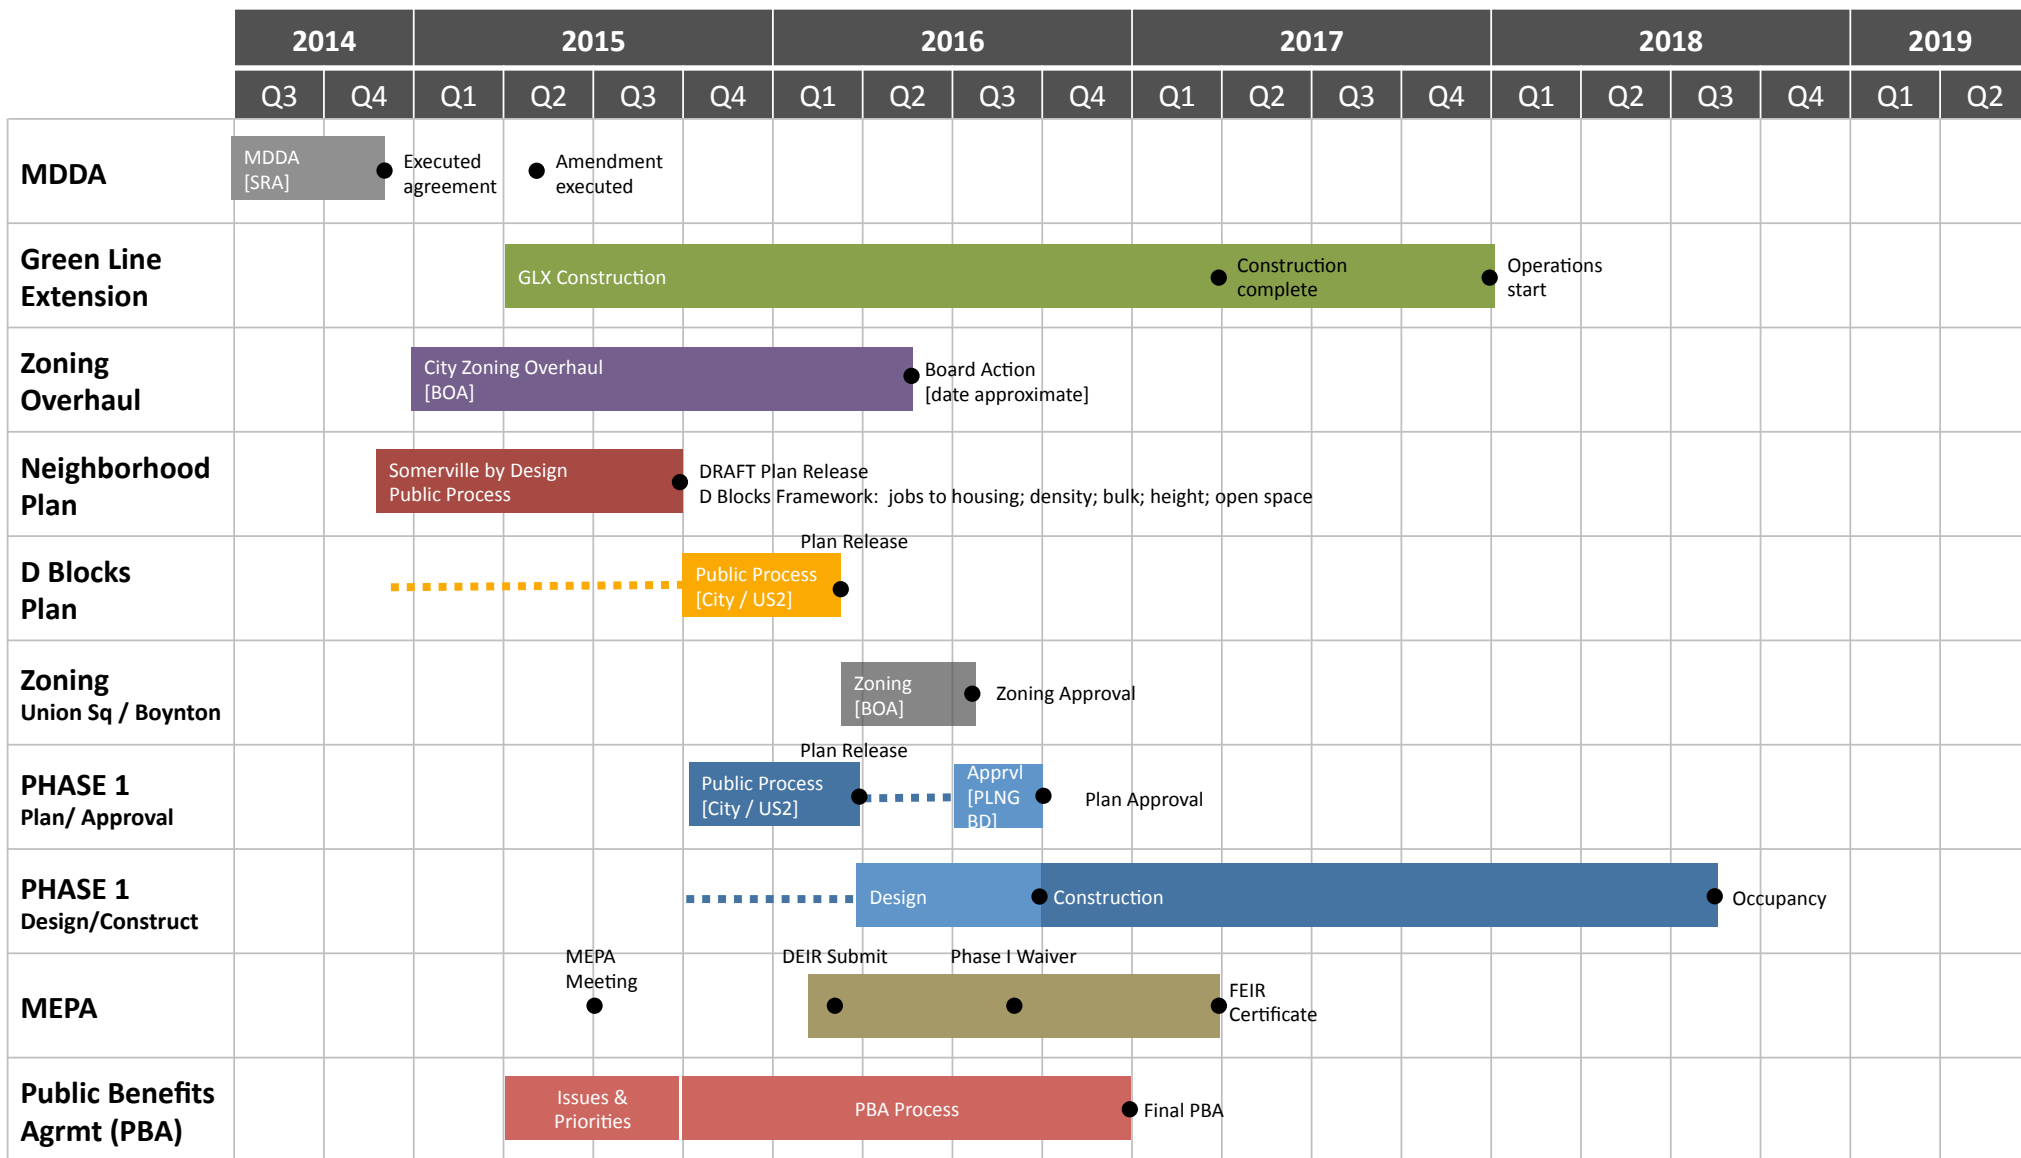 2014 2015 2016 2017 2018 2019
Q3 Q4 Q1 Q2 Q3 Q4 Q1 Q2 Q3 Q4 Q1 Q2 Q3 Q4 Q1 Q2 Q3 Q4 Q1 Q2
MDDA
MDDA
[SRA]
Executed
agreement
Amendment
executed
Green Line
Extension
GLX Construction
Construction
complete
Operations
start
Zoning
Overhaul
City Zoning Overhaul
[BOA]
Board Action
[date approximate]
Neighborhood
Plan
Somerville by Design
Public Process
DRAFT Plan Release
D Blocks Framework: jobs to housing; density; bulk; height; open space
D Blocks
Plan
Public Process
[City / US2]
Plan Release
Zoning
Union Sq / Boynton
Zoning
[BOA]
Zoning Approval
PHASE 1
Plan/ Approval
Public Process
[City / US2]
Plan Release
Apprvl
[PLNG
BD]
Plan Approval
PHASE 1
Design/Construct
Design
Construction
Occupancy
MEPA
MEPA
Meeting
DEIR Submit
Phase I Waiver
FEIR
Certificate
Public Benefits
Agrmt (PBA)
Issues &
Priorities
PBA Process
Final PBA